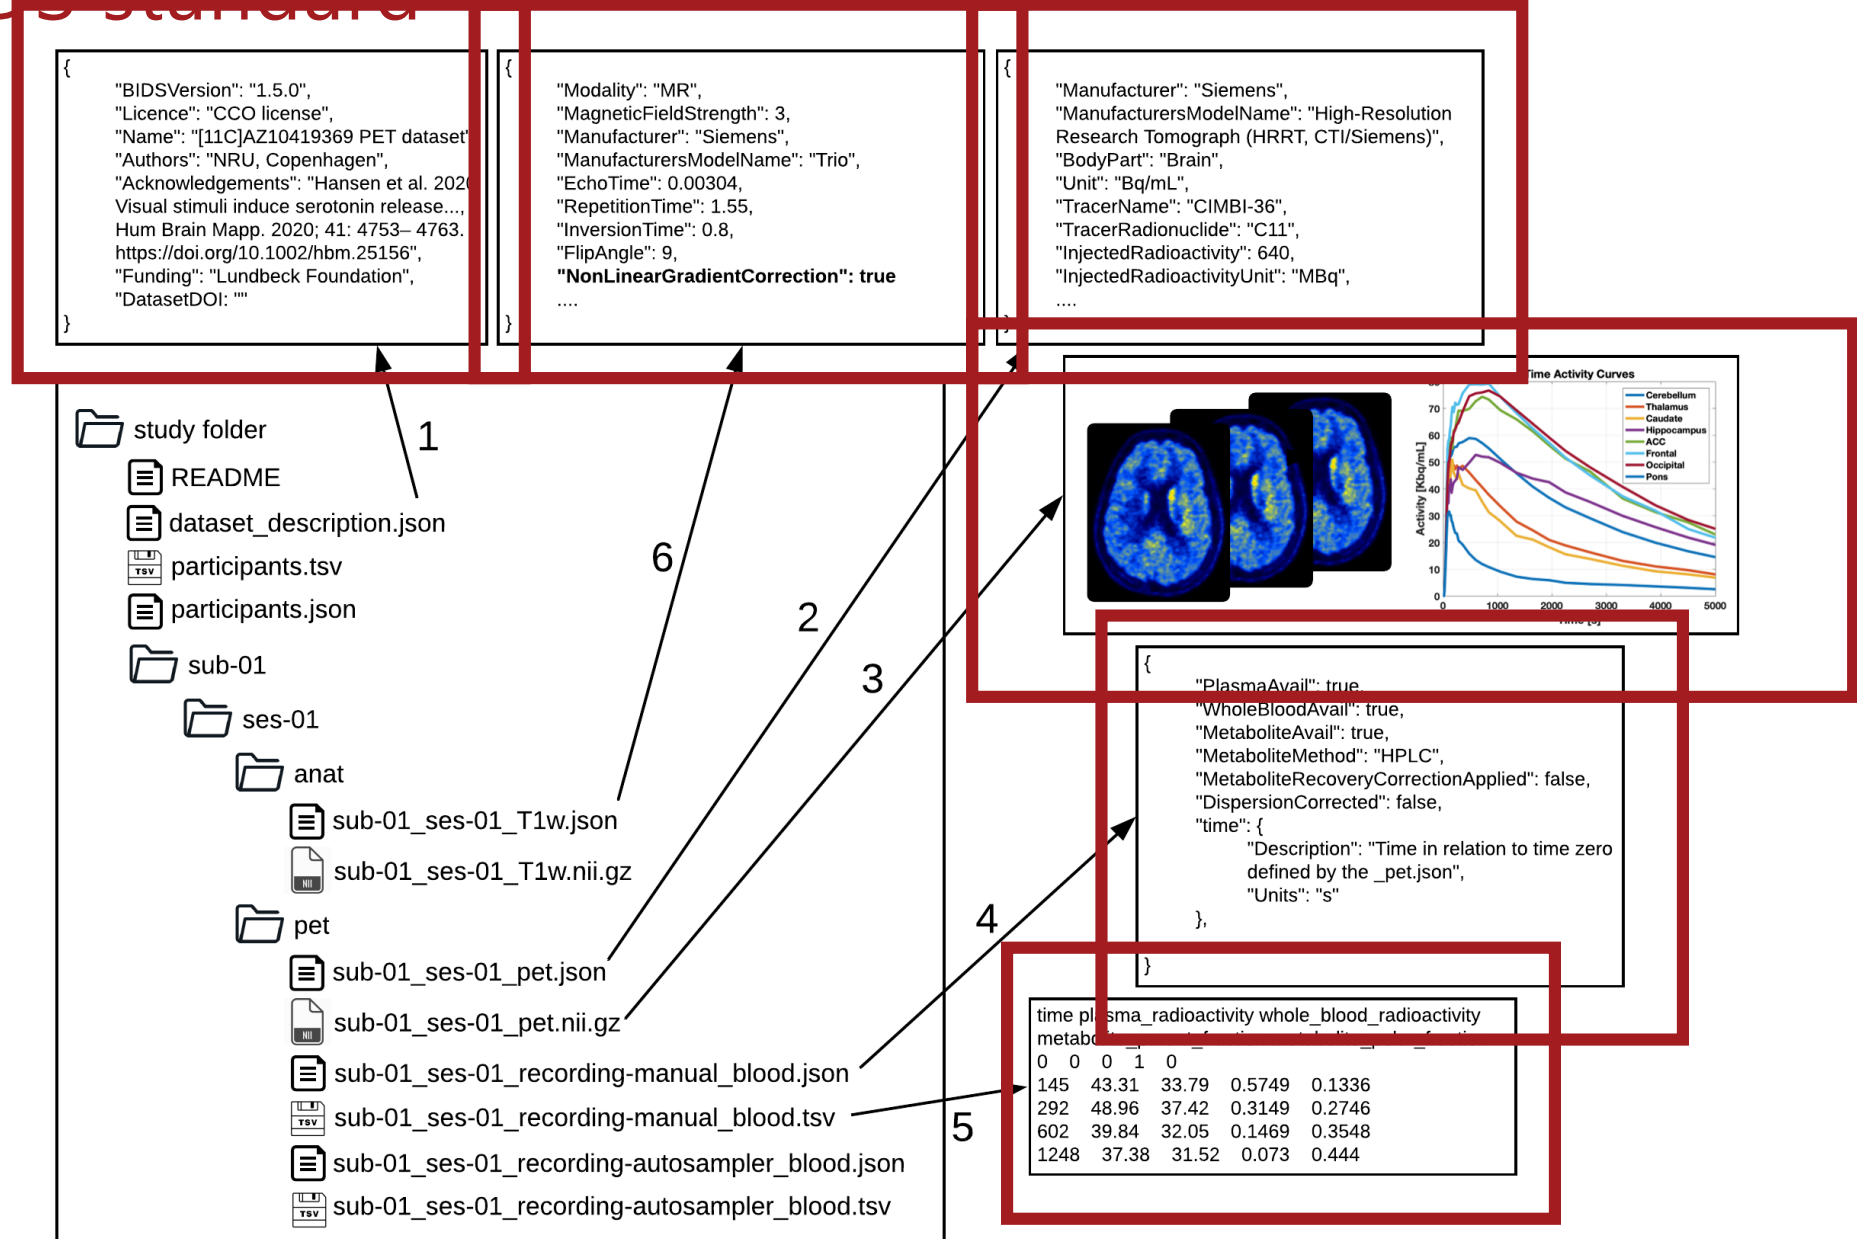 standard
{
"BIDSVersion": "1.5.0",
"Licence": "CCO license",
"Name": "[11C]AZ10419369 PET dataset"
"Authors": "NRU, Copenhagen",
"Acknowledgements": "Hansen et al. 2020
Visual stimuli induce serotonin release...,
Hum Brain Mapp. 2020; 41: 4753– 4763.
https://doi.org/10.1002/hbm.25156",
"Funding": "Lundbeck Foundation",
"DatasetDOI: ""
}
{
"Modality": "MR",
"MagneticFieldStrength": 3,
"Manufacturer": "Siemens",
"ManufacturersModelName": "Trio",
"EchoTime": 0.00304,
"RepetitionTime": 1.55,
"InversionTime": 0.8,
"FlipAngle": 9,
"NonLinearGradientCorrection": true
....
}
{
"Manufacturer": "Siemens",
"ManufacturersModelName": "High-Resolution
Research Tomograph (HRRT, CTI/Siemens)",
"BodyPart": "Brain",
"Unit": "Bq/mL",
"TracerName": "CIMBI-36",
"TracerRadionuclide": "C11",
"InjectedRadioactivity": 640,
"InjectedRadioactivityUnit": "MBq",
....
}
study folder
README
dataset_description.json
participants.tsv
participants.json
sub-01
ses-01
anat
sub-01_ses-01_T1w.json
sub-01_ses-01_T1w.nii.gz
pet
sub-01_ses-01_pet.json
sub-01_ses-01_pet.nii.gz
sub-01_ses-01_recording-manual_blood.json
sub-01_ses-01_recording-manual_blood.tsv
sub-01_ses-01_recording-autosampler_blood.json
sub-01_ses-01_recording-autosampler_blood.tsv
TSV
NII
NII
TSV
TSV
1
6
2
3
4
5
Time Activity Curves
Activity [Kbq/mL]
80
70
60
50
40
30
20
10
0
0 1000 2000 3000 4000 5000
Time [s]
Cerebellum
Thalamus
Caudate
Hippocampus
ACC
Frontal
Occipital
Pons
{
"PlasmaAvail": true,
"WholeBloodAvail": true,
"MetaboliteAvail": true,
"MetaboliteMethod": "HPLC",
"MetaboliteRecoveryCorrectionApplied": false,
"DispersionCorrected": false,
"time": {
"Description": "Time in relation to time zero
defined by the _pet.json",
"Units": "s"
},
}
time plasma_radioactivity whole_blood_radioactivity
0 0 0 1 0
145 43.31 33.79 0.5749 0.1336
292 48.96 37.42 0.3149 0.2746
602 39.84 32.05 0.1469 0.3548
1248 37.38 31.52 0.073 0.444